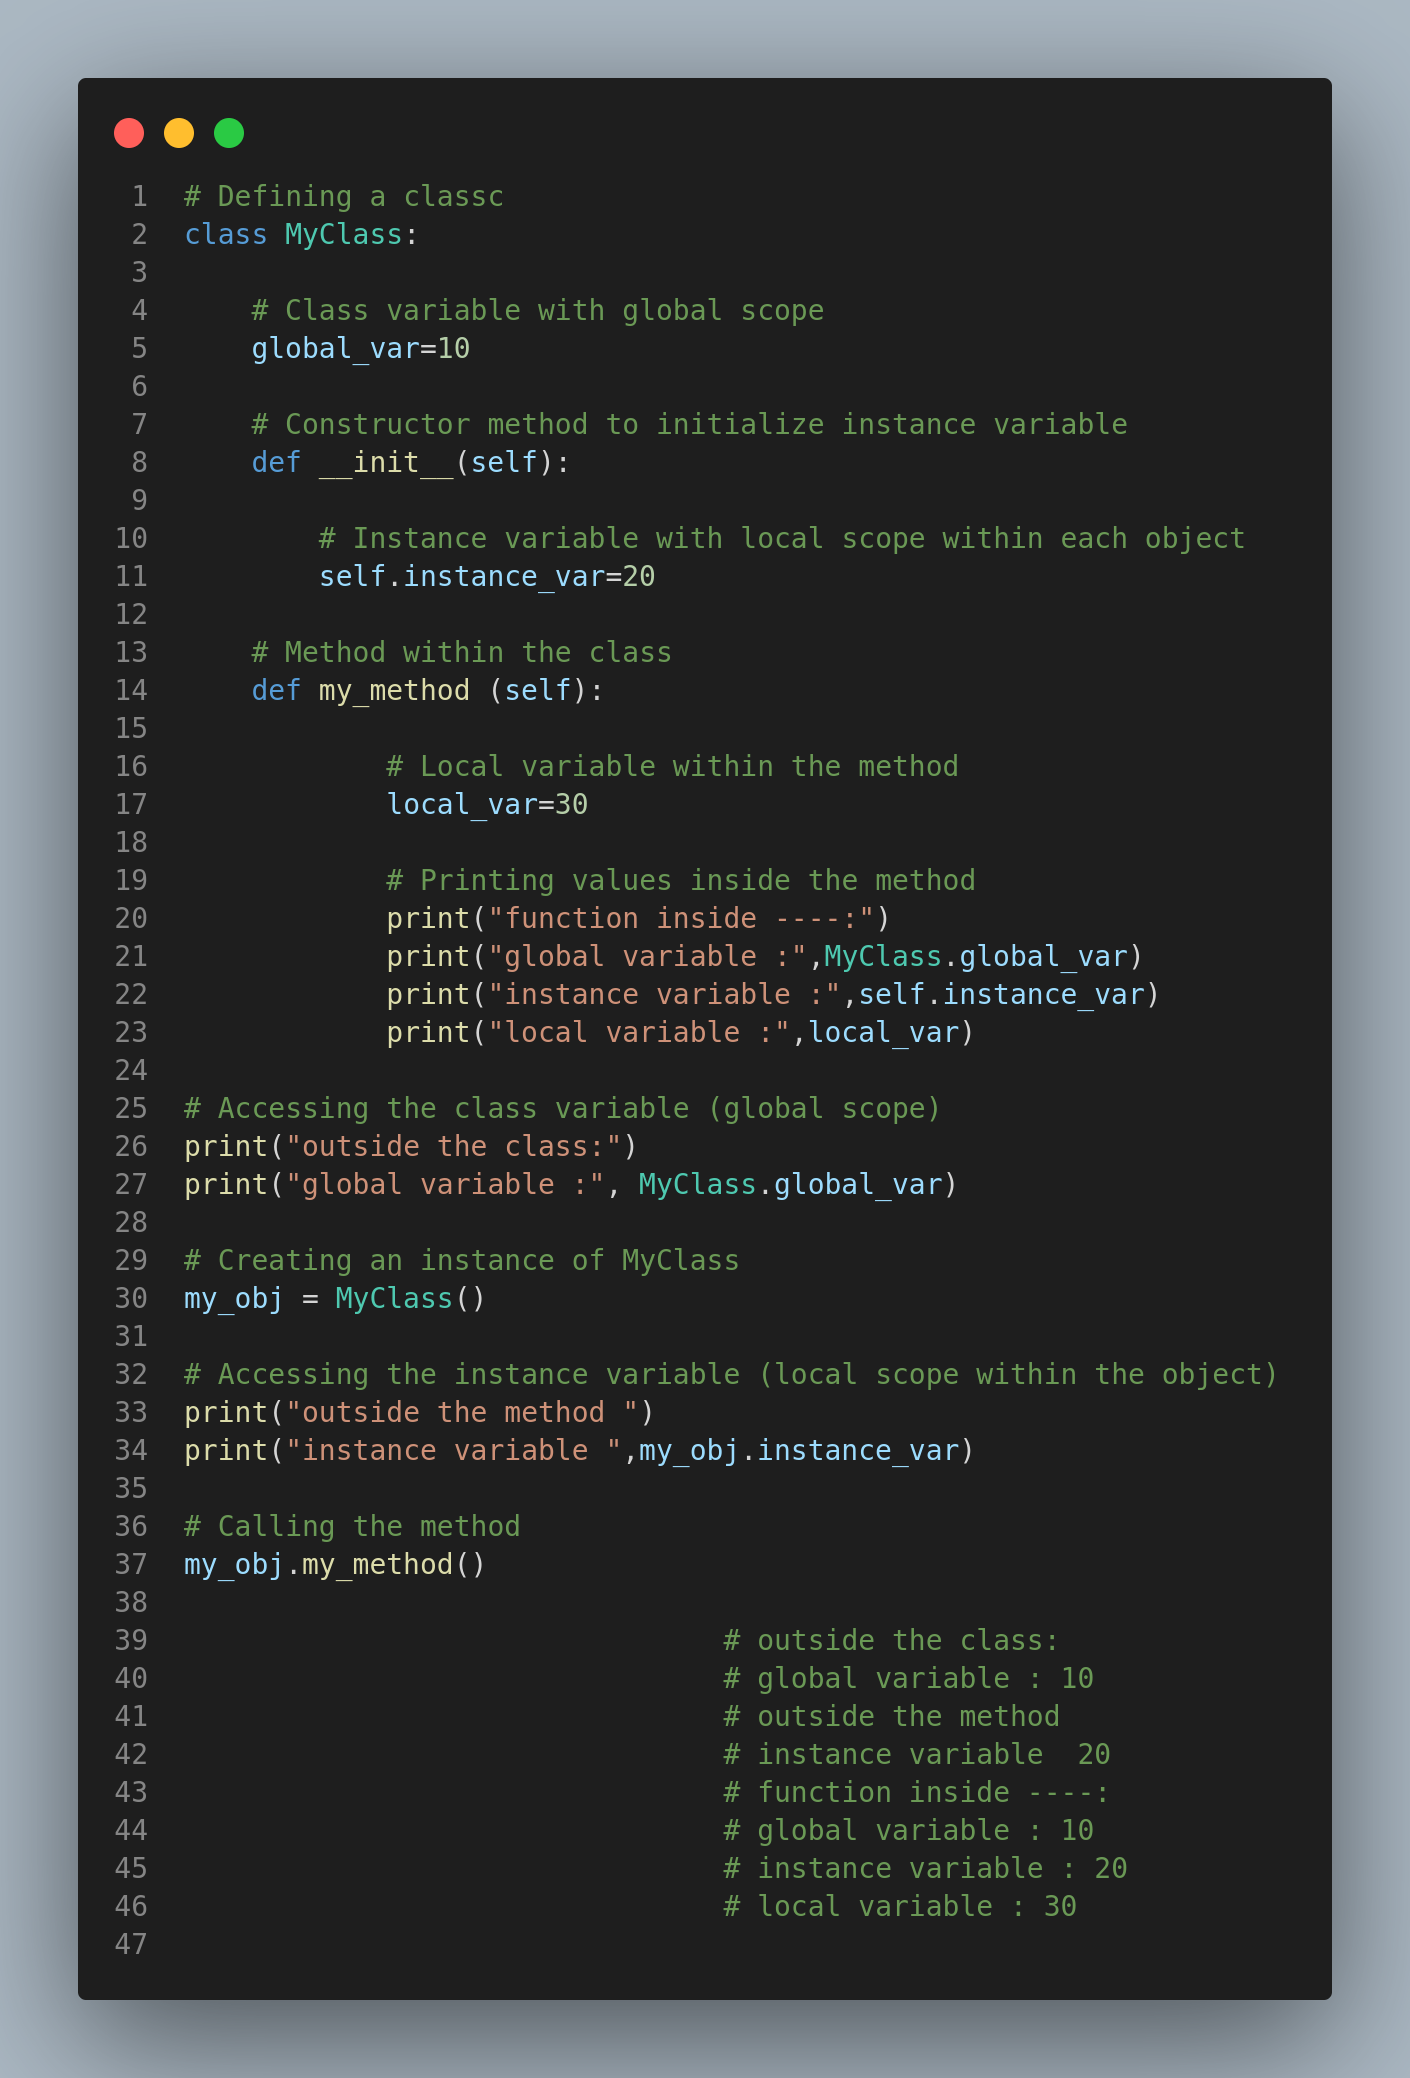 1 # Defining a classc
2 class MyClass:
3
4     # Class variable with global scope
5     global_var=10
6
7     # Constructor method to initialize instance variable
8     def __init__(self):
9
10         # Instance variable with local scope within each object
11         self.instance_var=20
12
13     # Method within the class
14     def my_method (self):
15
16             # Local variable within the method
17             local_var=30
18
19             # Printing values inside the method
20             print("function inside ----:")
21             print("global variable :",MyClass.global_var)
22             print("instance variable :",self.instance_var)
23             print("local variable :",local_var)
24
25 # Accessing the class variable (global scope)
26 print("outside the class:")
27 print("global variable :", MyClass.global_var)
28
29 # Creating an instance of MyClass
30 my_obj = MyClass()
31
32 # Accessing the instance variable (local scope within the object)
33 print("outside the method ")
34 print("instance variable ",my_obj.instance_var)
35
36 # Calling the method
37 my_obj.my_method()
38
39                                 # outside the class:
40                                 # global variable : 10
41                                 # outside the method
42                                 # instance variable  20
43                                 # function inside ----:
44                                 # global variable : 10
45                                 # instance variable : 20
46                                 # local variable : 30
47